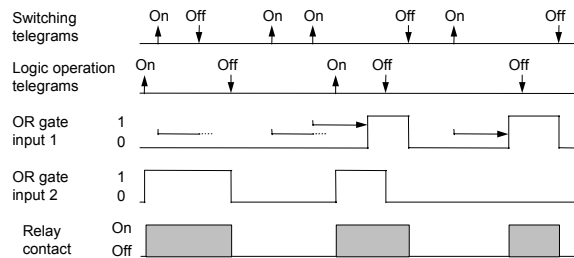 Switching telegrams On Off On On Off On Off
Logic operation telegrams On Off On Off Off
OR gate input 1 1 0
OR gate input 2 1 0
Relay contact On Off